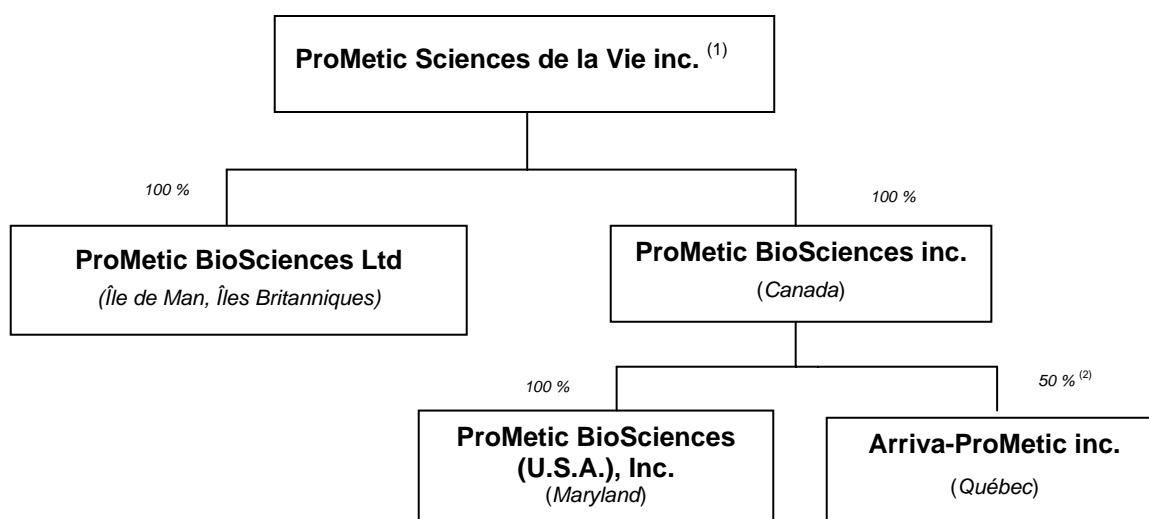 ProMetic Sciences de la Vie inc. (1)
100 %
100 %
ProMetic BioSciences Ltd
(Île de Man, Îles Britanniques)
ProMetic BioSciences inc.
(Canada)
100 %
50 % (2)
ProMetic BioSciences
(U.S.A.), Inc.
(Maryland)
Arriva-ProMetic inc.
(Québec)